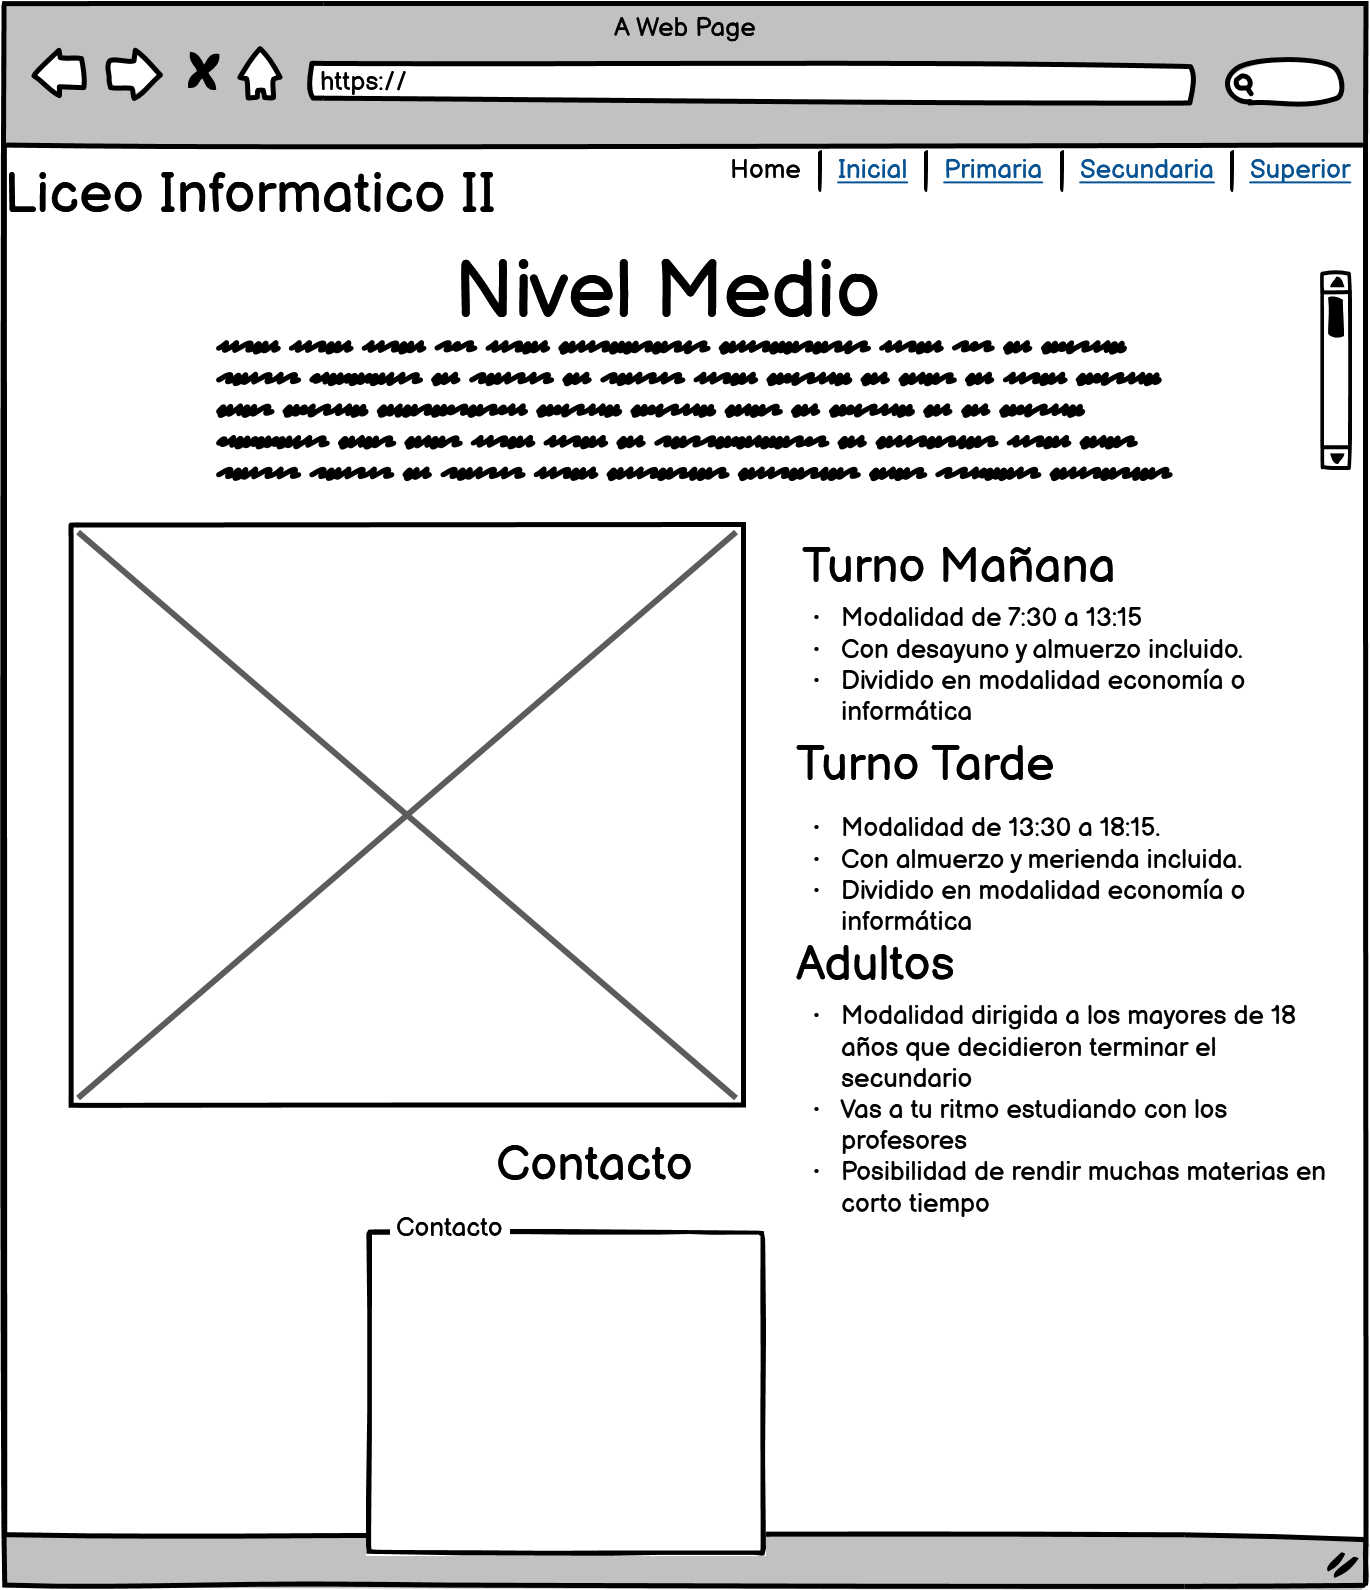 A Web Page
https://
Home Inicial Primaria Secundaria Superior
Liceo Informatico II
Nivel Medio
Turno Mañana
· Modalidad de 7:30 a 13:15
· Con desayuno y almuerzo incluido.
· Dividido en modalidad economía o
informática
Turno Tarde
· Modalidad de 13:30 a 18:15.
· Con almuerzo y merienda incluida.
· Dividido en modalidad economía o
informática
Adultos
· Modalidad dirigida a los mayores de 18
años que decidieron terminar el
secundario
· Vas a tu ritmo estudiando con los
profesores
· Posibilidad de rendir muchas materias en
corto tiempo
Contacto
Contacto